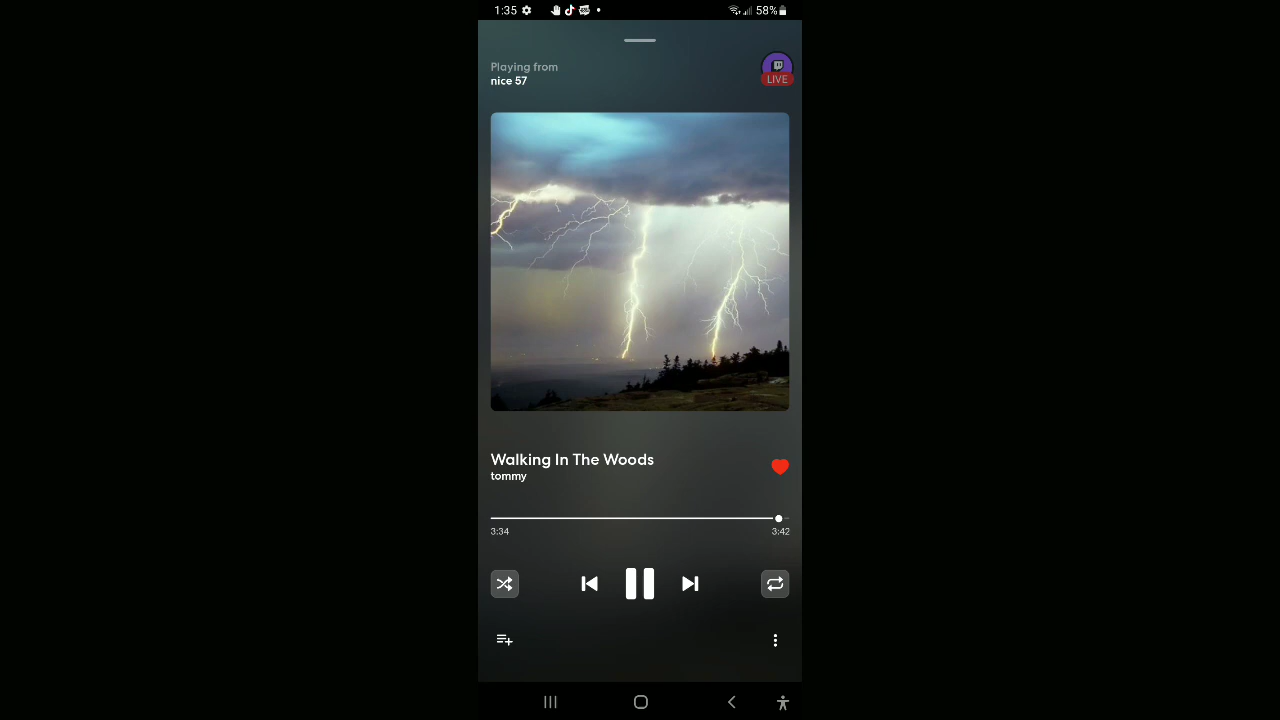 1:35
58%
Playing from
nice 57
LIVE
Walking In The Woods
tommy
3:34
3:42